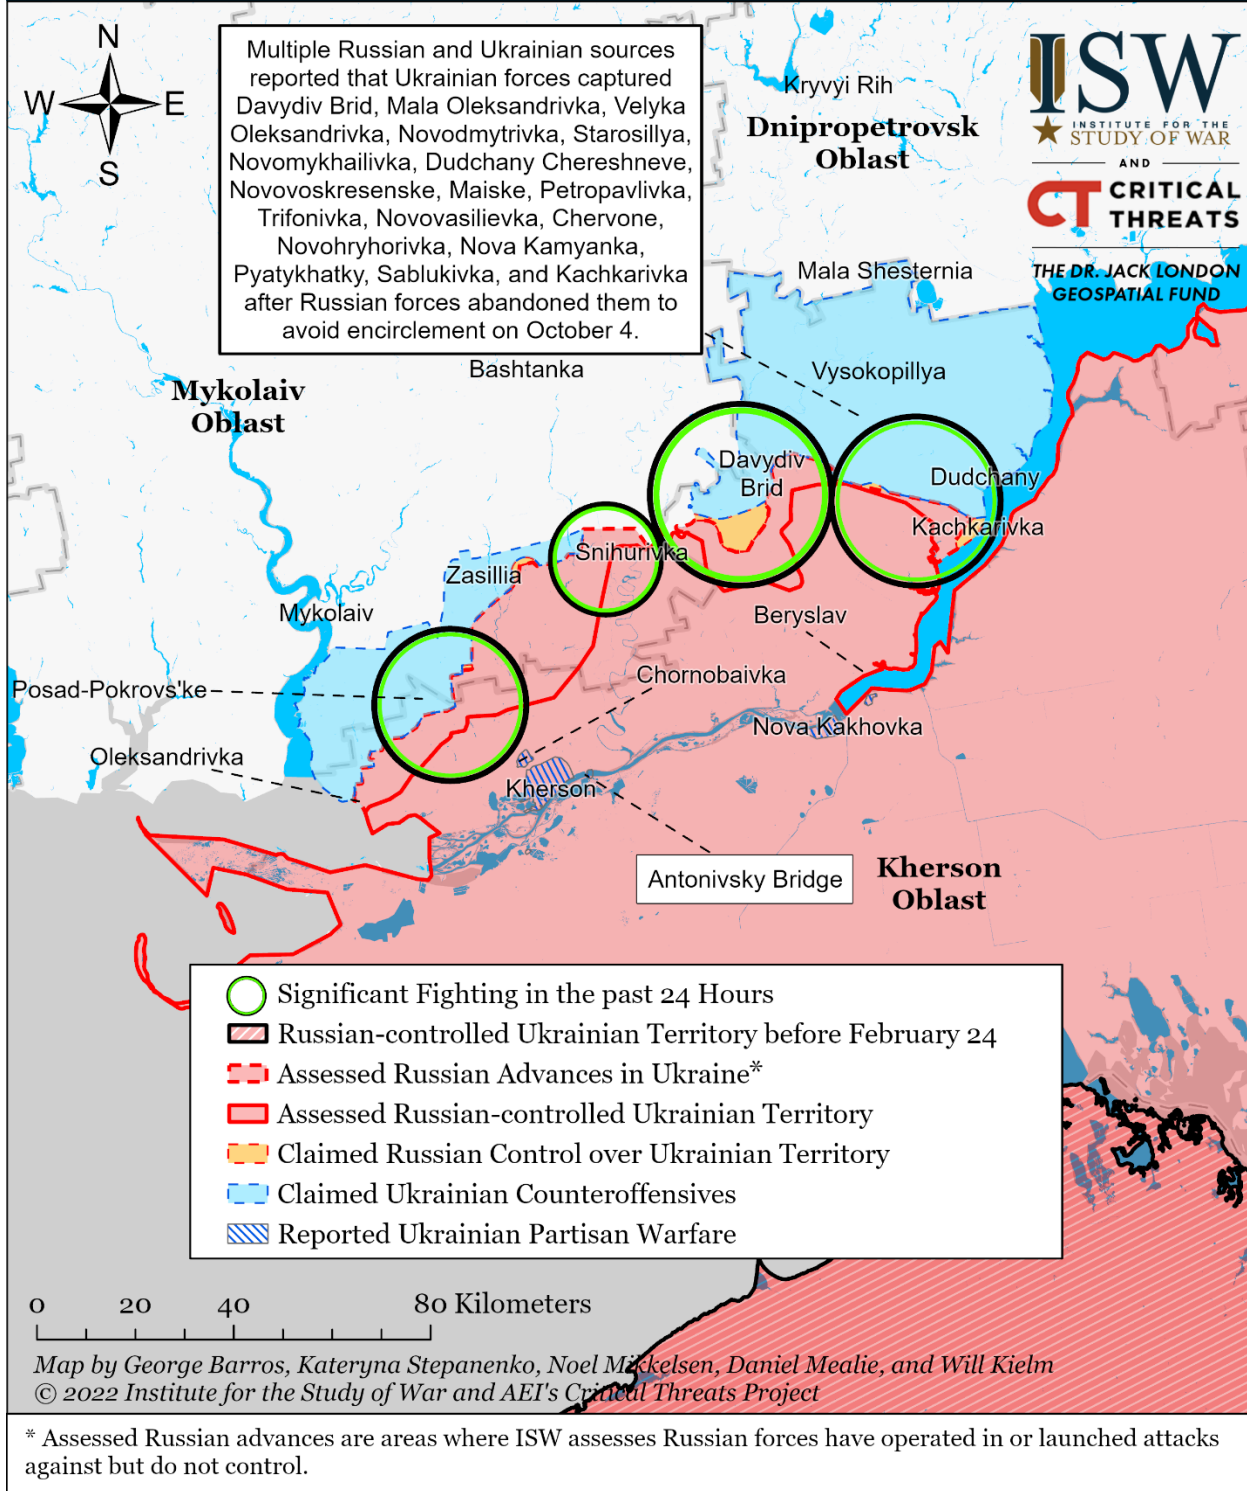 N
W
E
S
Multiple Russian and Ukrainian sources
reported that Ukrainian forces captured
Davydiv Brid, Mala Oleksandrivka, Velyka
Oleksandrivka, Novodmytrivka, Starosillya,
Novomykhailivka, Dudchany Chereshneve,
Novovoskresenske, Maiske, Petropavlivka,
Trifonivka, Novovasilievka, Chervone,
Novohryhorivka, Nova Kamyanka,
Pyatykhatky, Sablukivka, and Kachkarivka
after Russian forces abandoned them to
avoid encirclement on October 4.
Kryvyi Rih
Dnipropetrovsk
Oblast
ISW
INSTITUTE FOR THE
STUDY OF WAR
AND
CT CRITICAL
THREATS
THE DR. JACK LONDON
GEOSPATIAL FUND
Mala Shesternia
Bashtanka
Vysokopillya
Mykolaiv
Oblast
Davydiv
Brid
Dudchany
Kachkarivka
Snihurivka
Zasillia
Mykolaiv
Beryslav
Chornobaivka
Posad-Pokrovs'ke
Nova Kakhovka
Oleksandrivka
Kherson
Antonivsky Bridge
Kherson
Oblast
Significant Fighting in the past 24 Hours
Russian-controlled Ukrainian Territory before February 24
Assessed Russian Advances in Ukraine*
Assessed Russian-controlled Ukrainian Territory
Claimed Russian Control over Ukrainian Territory
Claimed Ukrainian Counteroffensives
Reported Ukrainian Partisan Warfare
0 20 40 80 Kilometers
Map by George Barros, Kateryna Stepanenko, Noel Mikkelsen, Daniel Mealie, and Will Kielm
© 2022 Institute for the Study of War and AEI's Critical Threats Project
* Assessed Russian advances are areas where ISW assesses Russian forces have operated in or launched attacks
against but do not control.